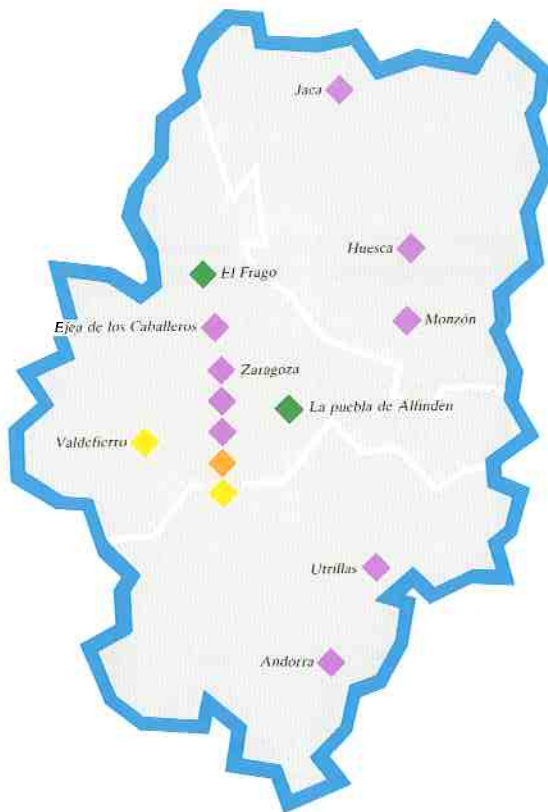 Jaca
Huesca
El Frago
Ejea de los Caballeros
Monzón
Zaragoza
La puebla de Alfinden
Valdefierro
Utrillas
Andorra